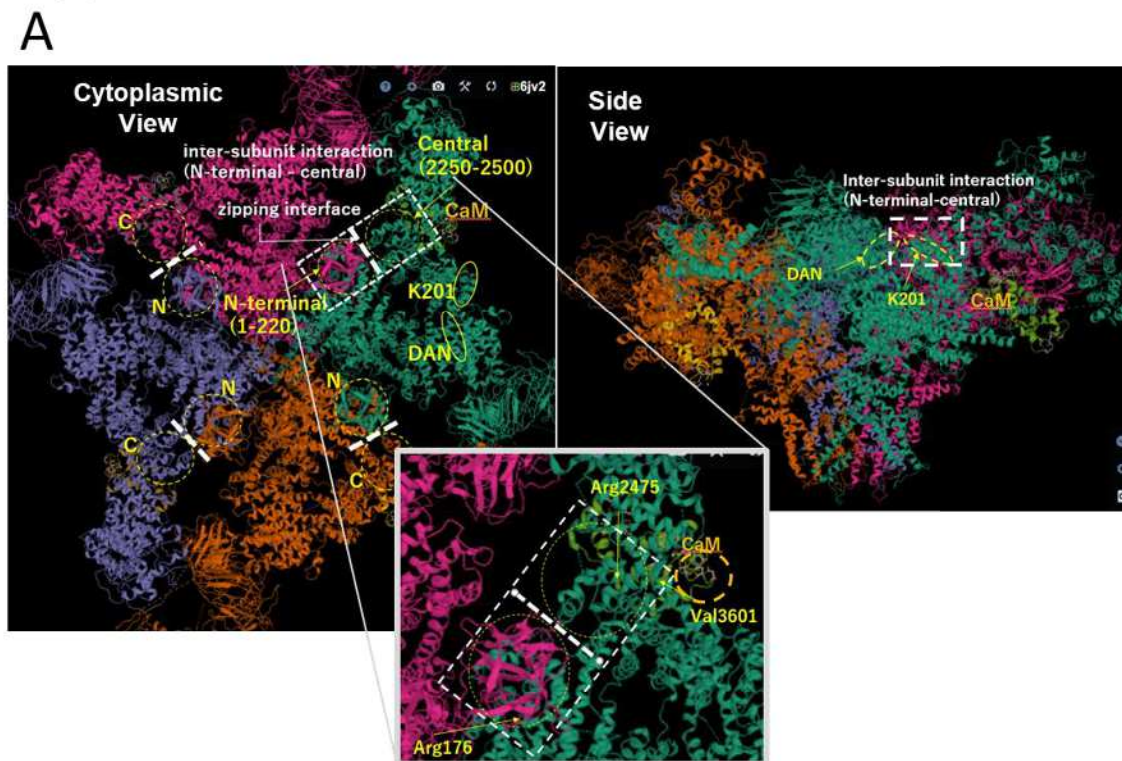 A
Cytoplasmic
View
6jv2
inter-subunit interaction
(N-terminal - central)
zipping interface
Central
(2250-2500)
CaM
C
N
N-terminal
(1-220)
K201
DAN
N
C
C
Side
View
Inter-subunit interaction
(N-terminal-central)
DAN
K201
CaM
Arg2475
CaM
Val3601
Arg176